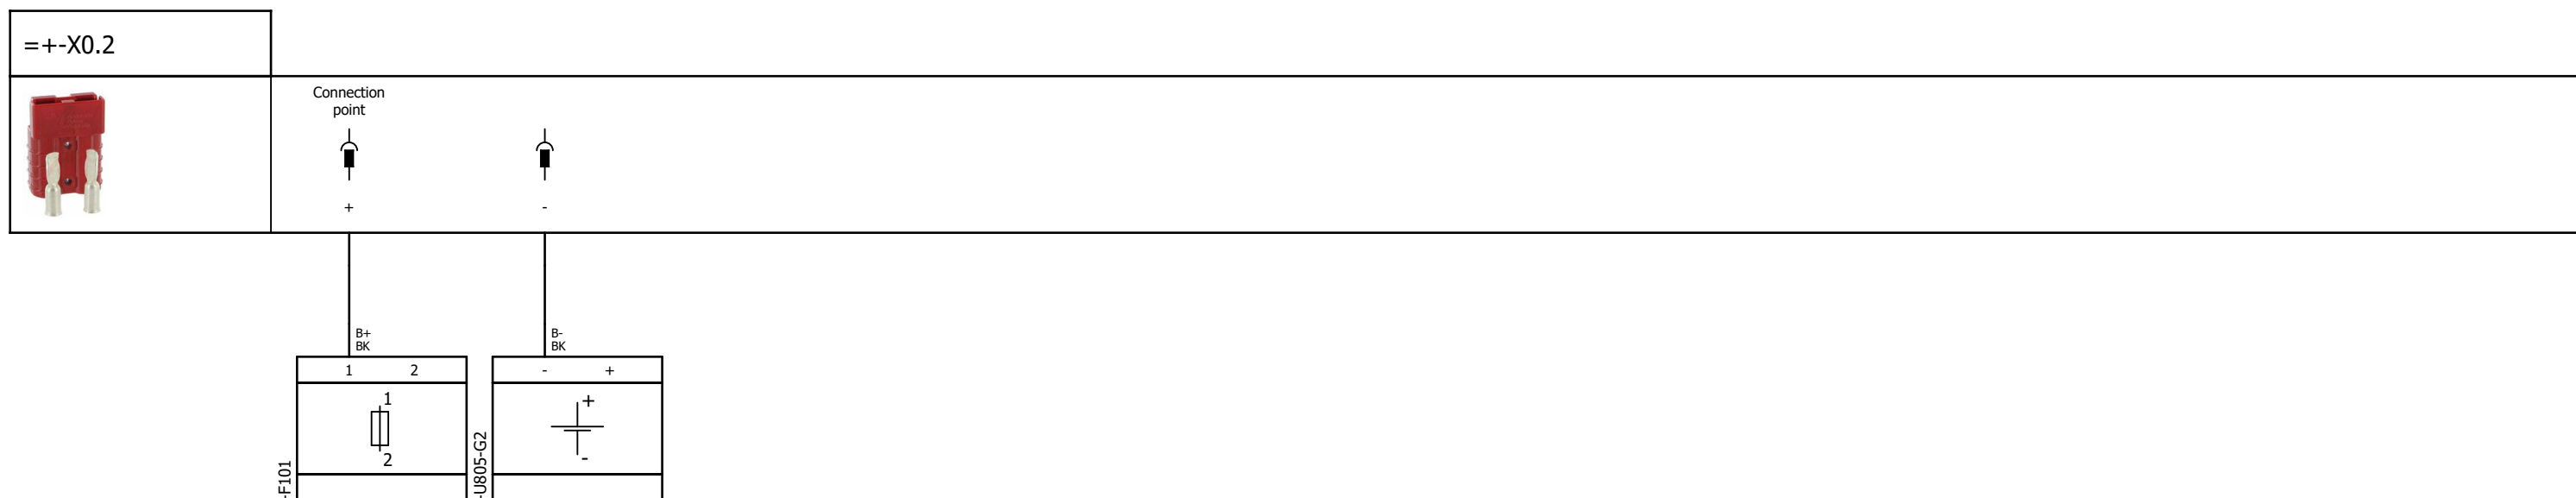 =+-X0.2
Connection
point
+
-
B+
BK
B-
BK
1 2
- +
1
2
+
-
-F101
-U805-G2